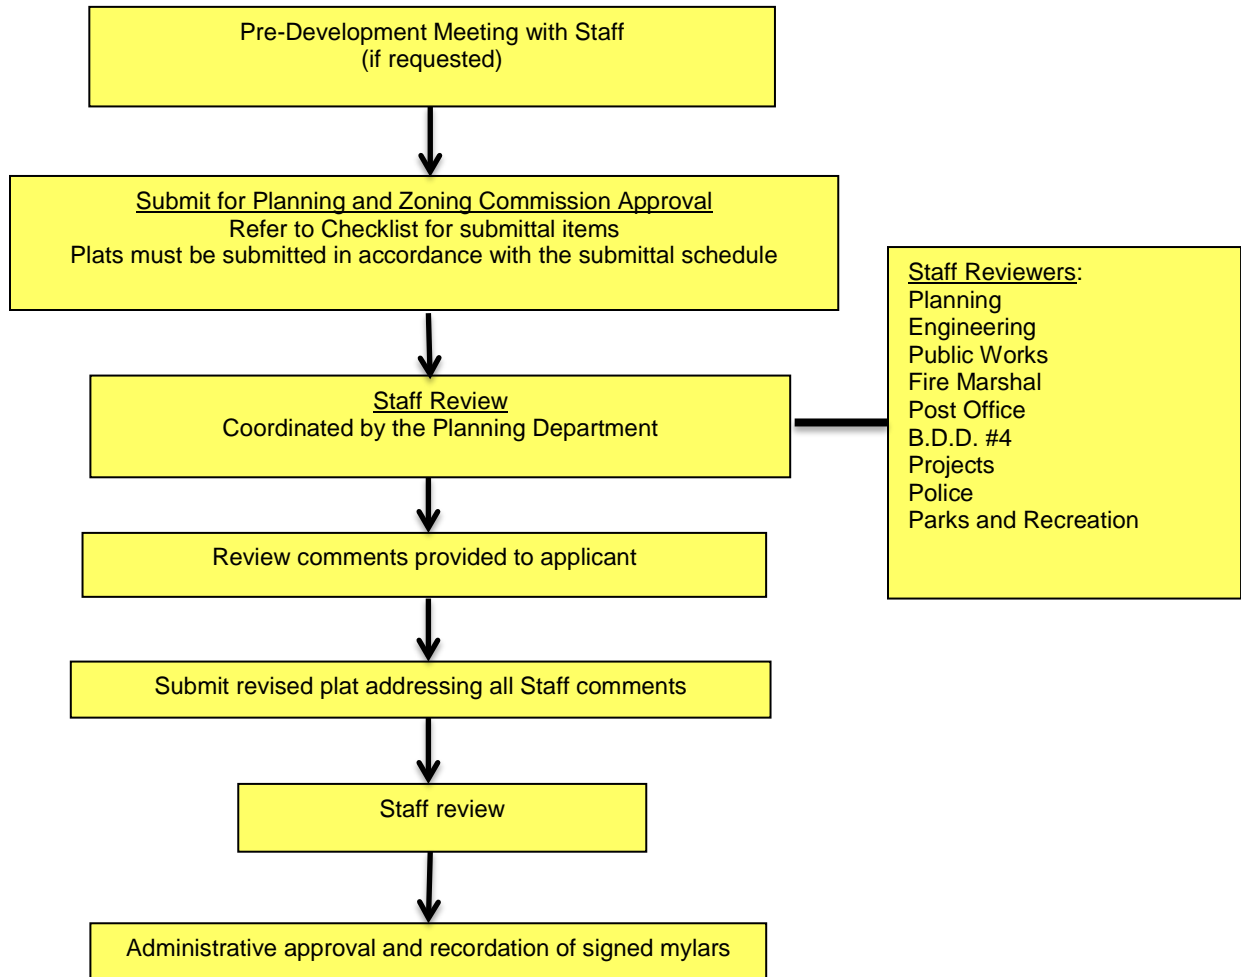 Pre-Development Meeting with Staff
(if requested)
Submit for Planning and Zoning Commission Approval
Refer to Checklist for submittal items
Plats must be submitted in accordance with the submittal schedule
Staff Review
Coordinated by the Planning Department
Staff Reviewers:
Planning
Engineering
Public Works
Fire Marshal
Post Office
B.D.D. #4
Projects
Police
Parks and Recreation
Review comments provided to applicant
Submit revised plat addressing all Staff comments
Staff review
Administrative approval and recordation of signed mylars